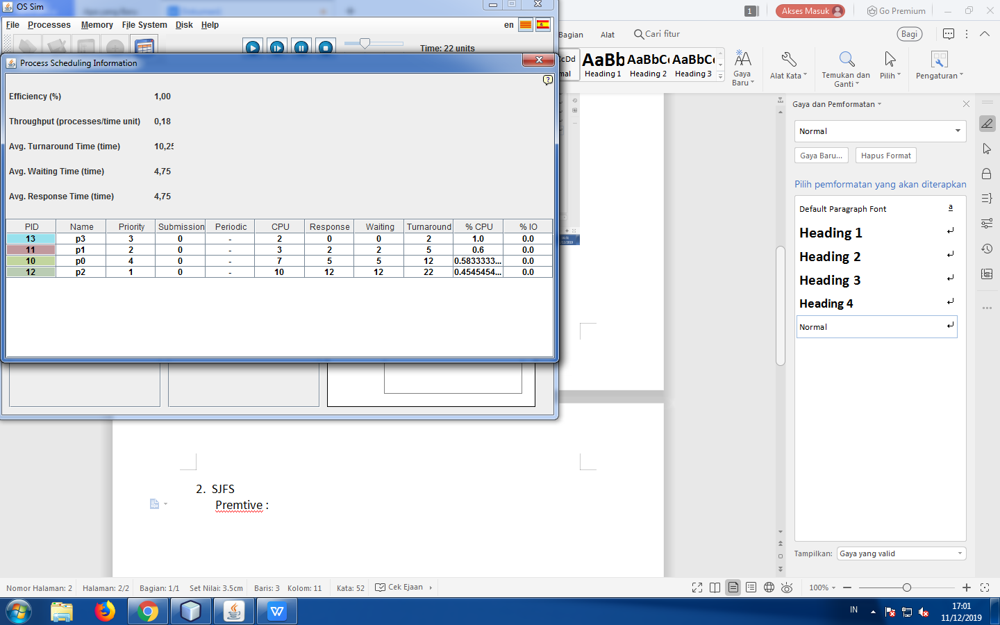 OS Sim
File Processes Memory File System Disk Help
en
Time: 22 units
Process Scheduling Information
Efficiency (%) 1,00
Throughput (processes/time unit) 0,18
Avg. Turnaround Time (time) 10,25
Avg. Waiting Time (time) 4,75
Avg. Response Time (time) 4,75
PID Name Priority Submission Periodic CPU Response Waiting Turnaround % CPU % IO
13 p3 3 0 - 2 0 0 2 1.0 0.0
11 p1 2 0 - 3 2 2 5 0.6 0.0
10 p0 4 0 - 7 5 5 12 0.5833333... 0.0
12 p2 1 0 - 10 12 12 22 0.4545454... 0.0
1 Akses Masuk Go Premium
Bagian Alat Cari fitur Bagi
AaBb AaBbC AaBbC
Heading 1 Heading 2 Heading 3
Gaya Baru Alat Kata Temukan dan Ganti Pilih Pengaturan
Gaya dan Pemformatan
Normal
Gaya Baru... Hapus Format
Pilih pemformatan yang akan diterapkan
Default Paragraph Font a
Heading 1
Heading 2
Heading 3
Heading 4
Normal
Tampilkan: Gaya yang valid
2. SJFS
Premtive :
Nomor Halaman: 2 Halaman: 2/2 Bagian: 1/1 Set Nilai: 3.5cm Baris: 3 Kolom: 11 Kata: 52 Cek Ejaan 100%
IN
17:01
11/12/2019